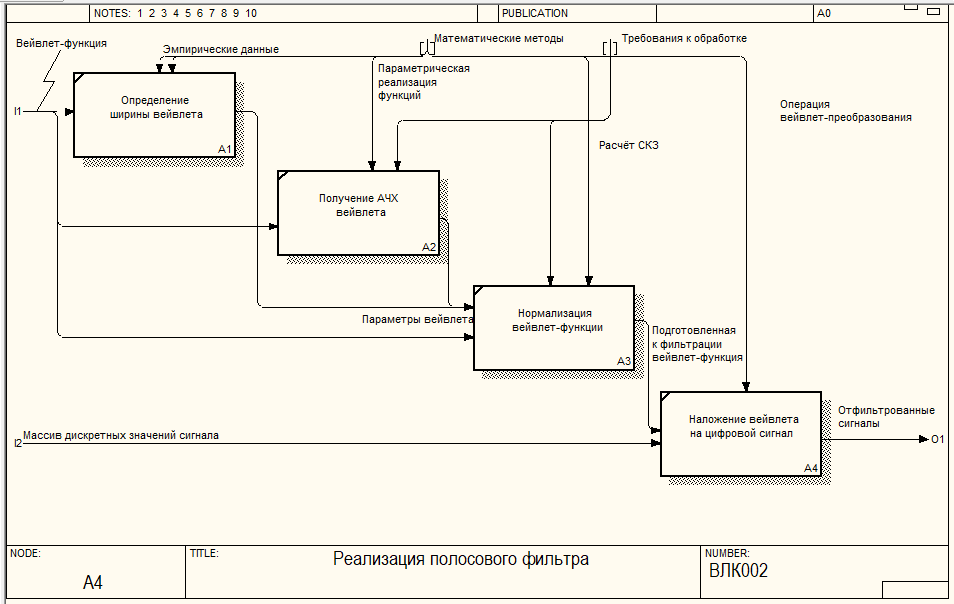 NOTES: 1 2 3 4 5 6 7 8 9 10
PUBLICATION
A0
Вейвлет-функция
Эмпирические данные
Математические методы
Требования к обработке
Параметрическая
реализация
функций
Операция
вейвлет-преобразования
I1
Определение
ширины вейвлета
A1
Расчёт СКЗ
Получение АЧХ
вейвлета
A2
Параметры вейвлета
Нормализация
вейвлет-функции
A3
Подготовленная
к фильтрации
вейвлет-функция
I2
Массив дискретных значений сигнала
Наложение вейвлета
на цифровой сигнал
A4
Отфильтрованные
сигналы
O1
NODE:
A4
TITLE:
Реализация полосового фильтра
NUMBER:
ВЛК002